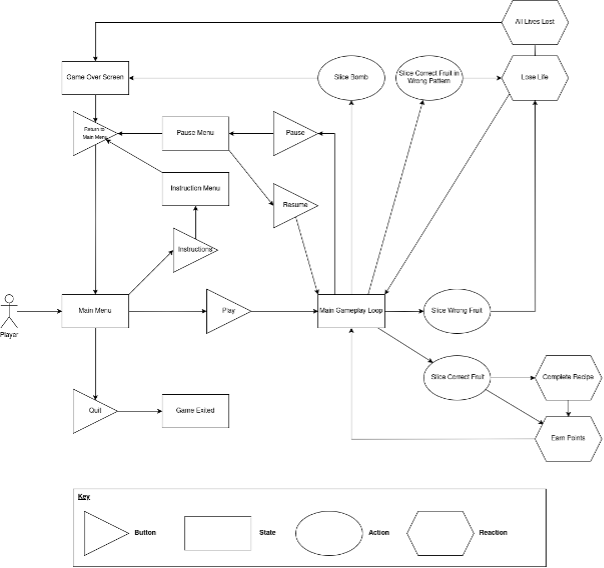 All Lives Lost
Game Over Screen
Slice Bomb
Slice Correct Fruit in
Wrong Pattern
Lose Life
Return to
Main Menu
Pause Menu
Pause
Instruction Menu
Resume
Instructions
Player
Main Menu
Play
Main Gameplay Loop
Slice Wrong Fruit
Slice Correct Fruit
Complete Recipe
Quit
Game Exited
Earn Points
Key
Button
State
Action
Reaction